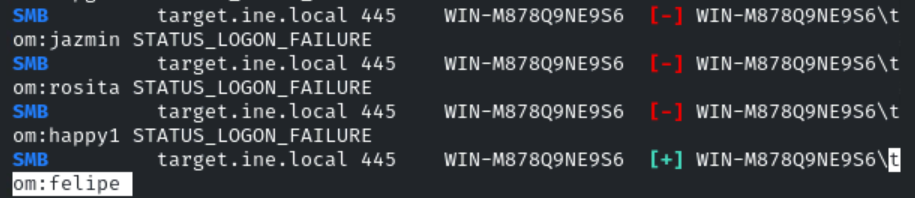 SMB target.ine.local 445 WIN-M878Q9NE9S6 [-] WIN-M878Q9NE9S6\t
om:jazmin STATUS_LOGON_FAILURE
SMB target.ine.local 445 WIN-M878Q9NE9S6 [-] WIN-M878Q9NE9S6\t
om:rosita STATUS_LOGON_FAILURE
SMB target.ine.local 445 WIN-M878Q9NE9S6 [-] WIN-M878Q9NE9S6\t
om:happy1 STATUS_LOGON_FAILURE
SMB target.ine.local 445 WIN-M878Q9NE9S6 [+] WIN-M878Q9NE9S6\t
om:felipe